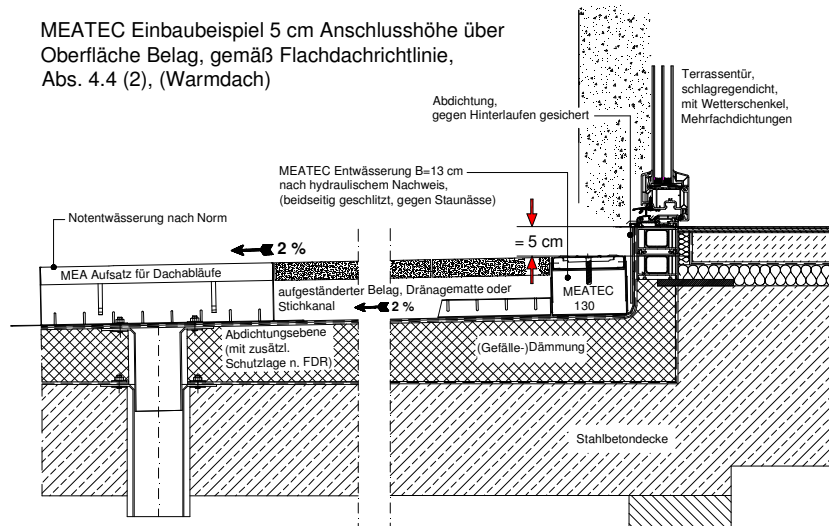 MEATEC Einbaubeispiel 5 cm Anschlusshöhe über
Oberfläche Belag, gemäß Flachdachrichtlinie,
Abs. 4.4 (2), (Warmdach)
Terrassentür,
schlagregendicht,
mit Wetterschenkel,
Mehrfachdichtungen
Abdichtung,
gegen Hinterlaufen gesichert
MEATEC Entwässerung B=13 cm
nach hydraulischem Nachweis,
(beidseitig geschlitzt, gegen Staunässe)
Notentwässerung nach Norm
2 %
= 5 cm
MEA Aufsatz für Dachabläufe
aufgeständerter Belag, Dränagematte oder
Stichkanal
2 %
MEATEC
130
Abdichtungsebene
(mit zusätzl.
Schutzlage n. FDR)
(Gefälle-)Dämmung
Stahlbetondecke